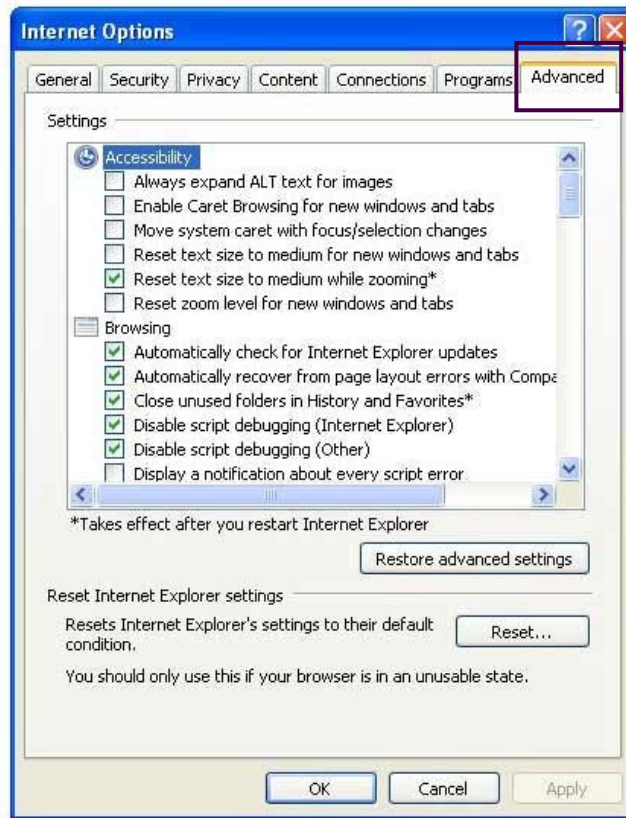 Internet Options
General Security Privacy Content Connections Programs Advanced
Settings
Accessibility
Always expand ALT text for images
Enable Caret Browsing for new windows and tabs
Move system caret with focus/selection changes
Reset text size to medium for new windows and tabs
Reset text size to medium while zooming*
Reset zoom level for new windows and tabs
Browsing
Automatically check for Internet Explorer updates
Automatically recover from page layout errors with Compa
Close unused folders in History and Favorites*
Disable script debugging (Internet Explorer)
Disable script debugging (Other)
Display a notification about every script error
*Takes effect after you restart Internet Explorer
Restore advanced settings
Reset Internet Explorer settings
Resets Internet Explorer's settings to their default
condition.
Reset...
You should only use this if your browser is in an unusable state.
OK Cancel Apply